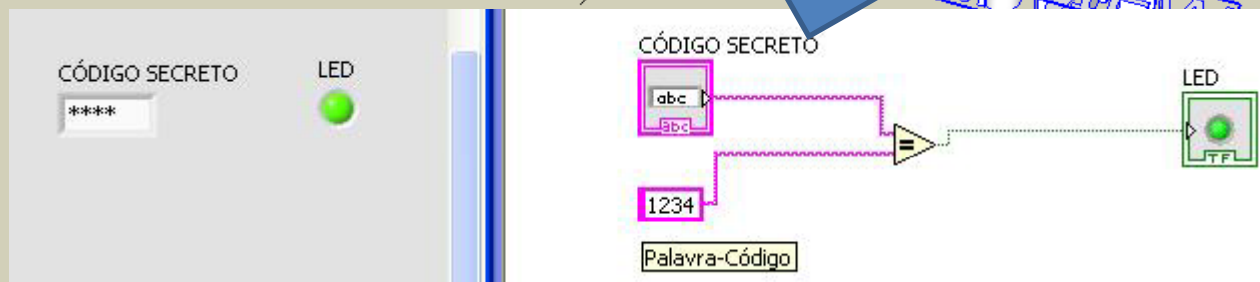 CÓDIGO SECRETO
LED
****
CÓDIGO SECRETO
abc
abc
=
LED
TF
1234
Palavra-Código